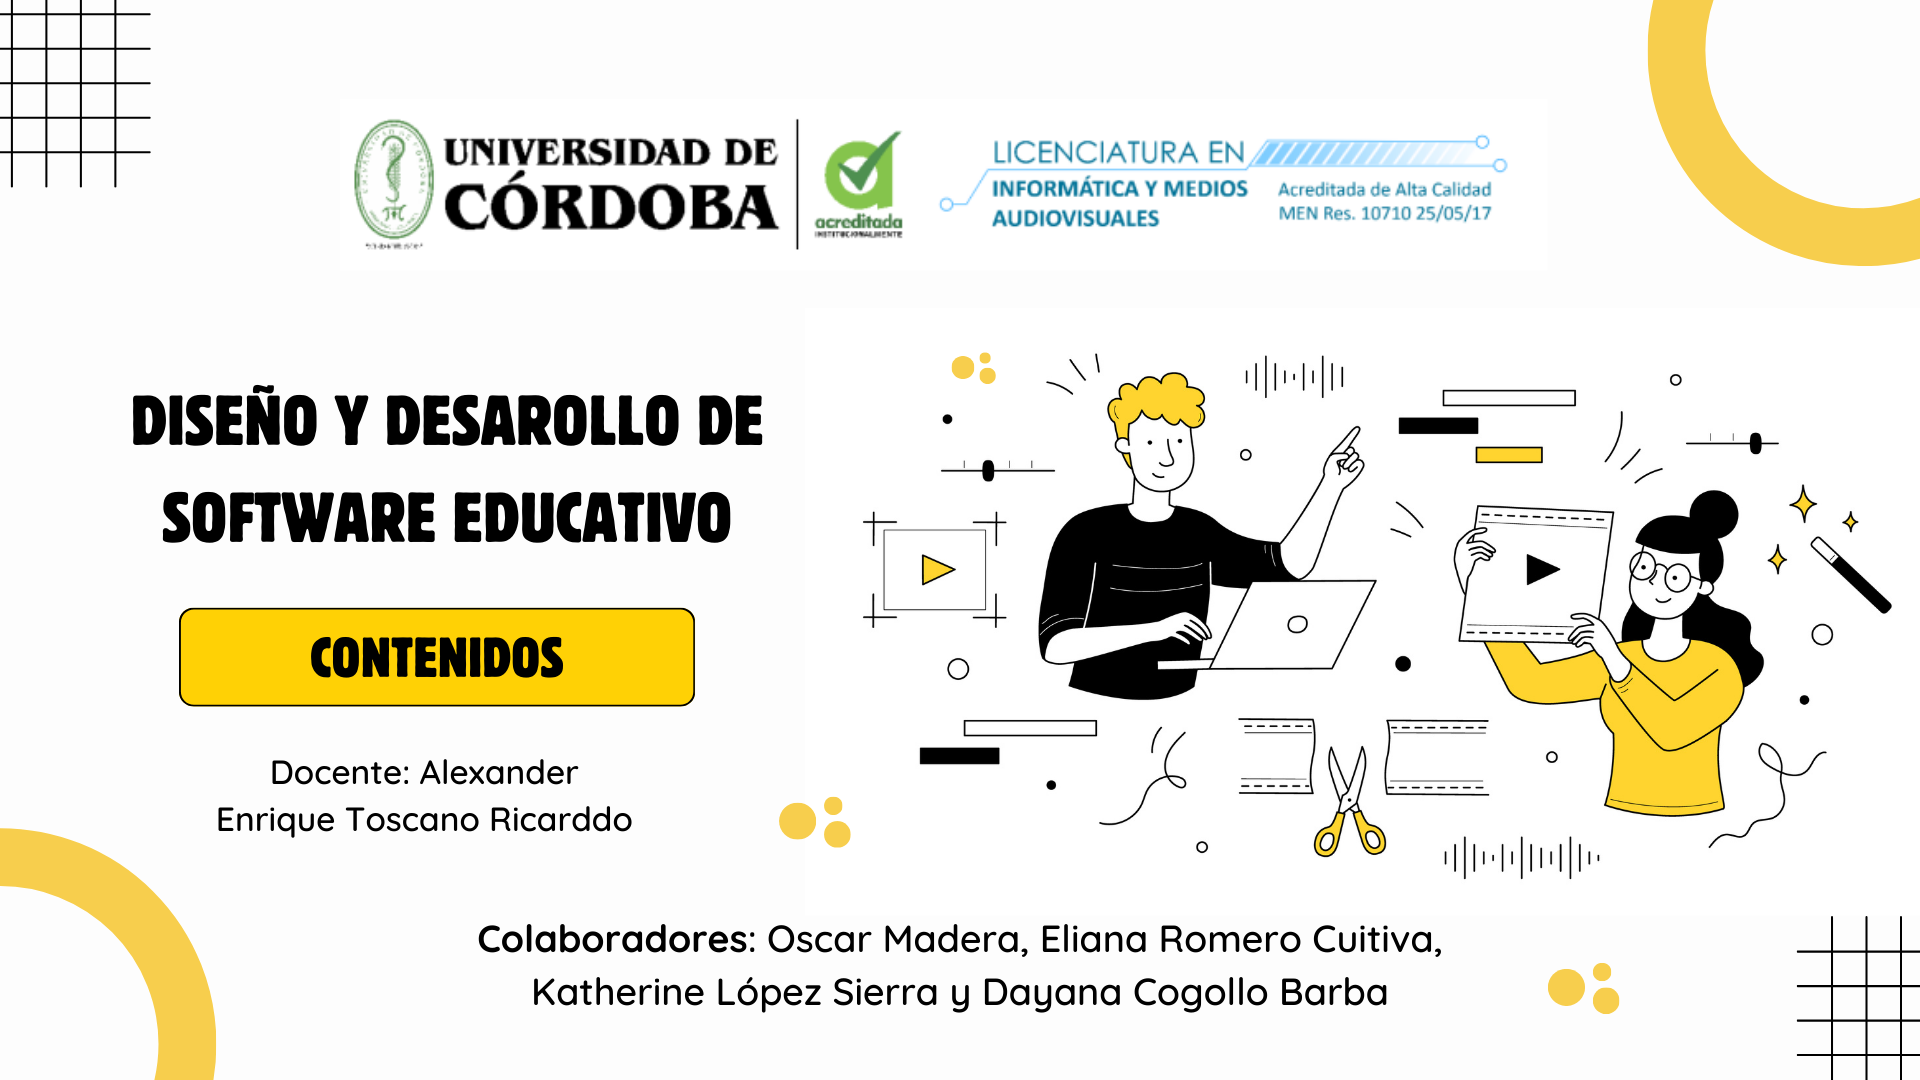 UNIVERSIDAD DE
CÓRDOBA
acreditada
INSTITUCIONALMENTE
LICENCIATURA EN
INFORMÁTICA Y MEDIOS
AUDIOVISUALES
Acreditada de Alta Calidad
MEN Res. 10710 25/05/17
DISEÑO Y DESAROLLO DE
SOFTWARE EDUCATIVO
CONTENIDOS
Docente: Alexander
Enrique Toscano Ricarddo
Colaboradores: Oscar Madera, Eliana Romero Cuitiva,
Katherine López Sierra y Dayana Cogollo Barba